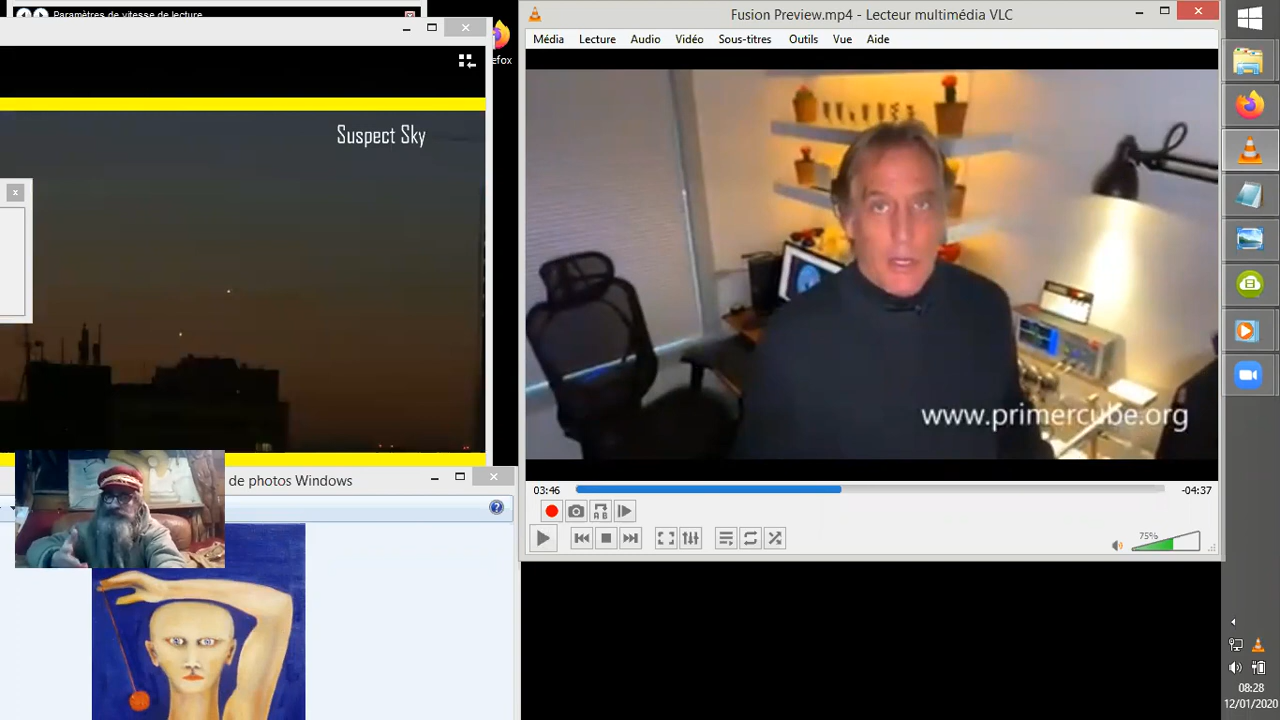 Paramètres de vitesse de lecture
Suspect Sky
efox
de photos Windows
Fusion Preview.mp4 - Lecteur multimédia VLC
Média Lecture Audio Vidéo Sous-titres Outils Vue Aide
www.primercube.org
03:46
-04:37
75%
08:28
12/01/2020